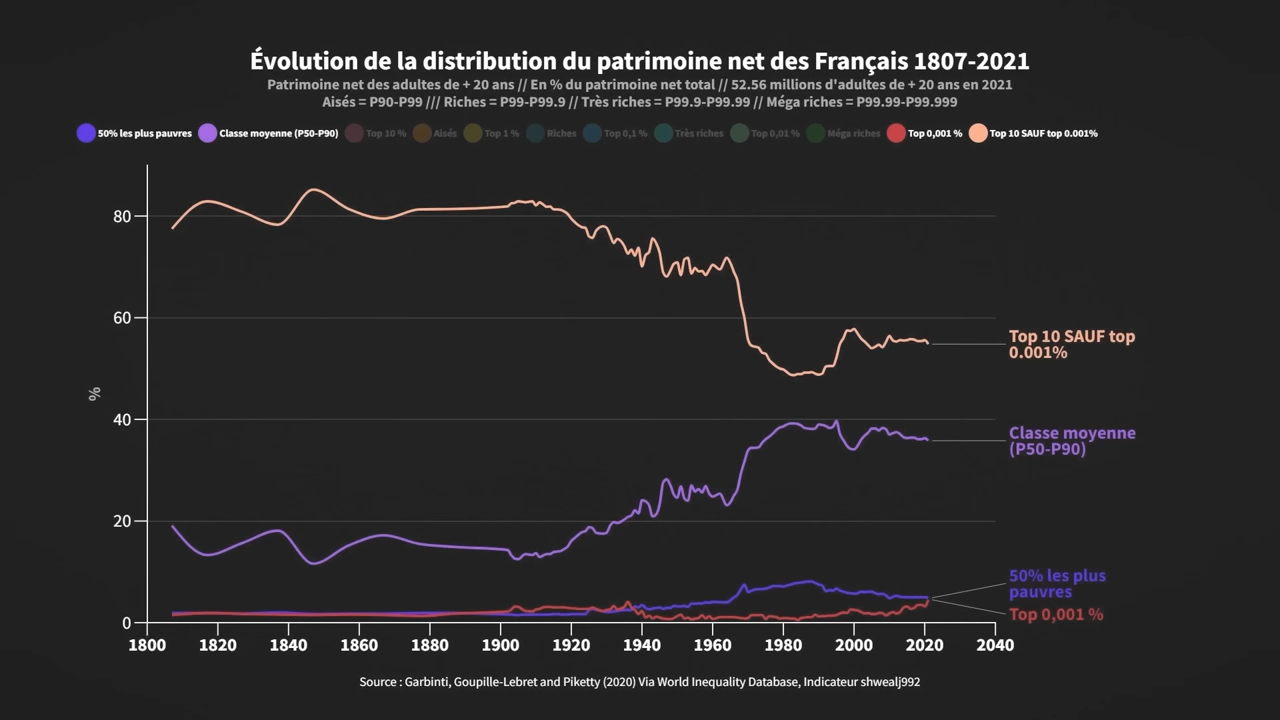 Évolution de la distribution du patrimoine net des Français 1807-2021
Patrimoine net des adultes de + 20 ans // En % du patrimoine net total // 52.56 millions d'adultes de + 20 ans en 2021
Aisés = P90-P99 /// Riches = P99-P99.9 // Très riches = P99.9-P99.99 // Méga riches = P99.99-P99.999
50% les plus pauvres Classe moyenne (P50-P90) Top 10 % Aisés Top 1 % Riches Top 0,1 % Très riches Top 0,01 % Méga riches Top 0,001 % Top 10 SAUF top 0.001%
80
60
Top 10 SAUF top
0.001%
%
40
Classe moyenne
(P50-P90)
20
50% les plus
pauvres
Top 0,001 %
0
1800 1820 1840 1860 1880 1900 1920 1940 1960 1980 2000 2020 2040
Source : Garbinti, Goupille-Lebret and Piketty (2020) Via World Inequality Database, Indicateur shwealj992